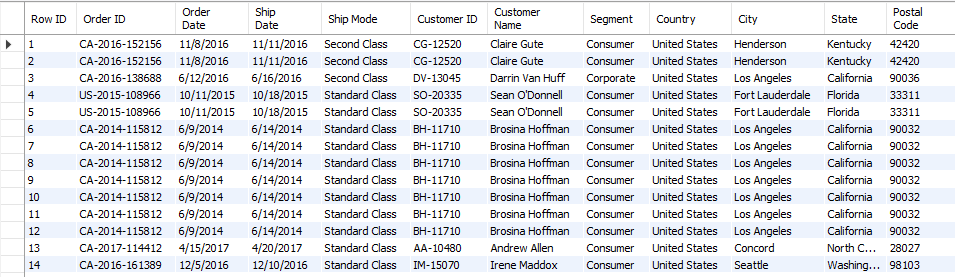 Row ID Order ID Order Date Ship Date Ship Mode Customer ID Customer Name Segment Country City State Postal Code
1 CA-2016-152156 11/8/2016 11/11/2016 Second Class CG-12520 Claire Gute Consumer United States Henderson Kentucky 42420
2 CA-2016-152156 11/8/2016 11/11/2016 Second Class CG-12520 Claire Gute Consumer United States Henderson Kentucky 42420
3 CA-2016-138688 6/12/2016 6/16/2016 Second Class DV-13045 Darrin Van Huff Corporate United States Los Angeles California 90036
4 US-2015-108966 10/11/2015 10/18/2015 Standard Class SO-20335 Sean O'Donnell Consumer United States Fort Lauderdale Florida 33311
5 US-2015-108966 10/11/2015 10/18/2015 Standard Class SO-20335 Sean O'Donnell Consumer United States Fort Lauderdale Florida 33311
6 CA-2014-115812 6/9/2014 6/14/2014 Standard Class BH-11710 Brosina Hoffman Consumer United States Los Angeles California 90032
7 CA-2014-115812 6/9/2014 6/14/2014 Standard Class BH-11710 Brosina Hoffman Consumer United States Los Angeles California 90032
8 CA-2014-115812 6/9/2014 6/14/2014 Standard Class BH-11710 Brosina Hoffman Consumer United States Los Angeles California 90032
9 CA-2014-115812 6/9/2014 6/14/2014 Standard Class BH-11710 Brosina Hoffman Consumer United States Los Angeles California 90032
10 CA-2014-115812 6/9/2014 6/14/2014 Standard Class BH-11710 Brosina Hoffman Consumer United States Los Angeles California 90032
11 CA-2014-115812 6/9/2014 6/14/2014 Standard Class BH-11710 Brosina Hoffman Consumer United States Los Angeles California 90032
12 CA-2014-115812 6/9/2014 6/14/2014 Standard Class BH-11710 Brosina Hoffman Consumer United States Los Angeles California 90032
13 CA-2017-114412 4/15/2017 4/20/2017 Standard Class AA-10480 Andrew Allen Consumer United States Concord North C... 28027
14 CA-2016-161389 12/5/2016 12/10/2016 Standard Class IM-15070 Irene Maddox Consumer United States Seattle Washing... 98103